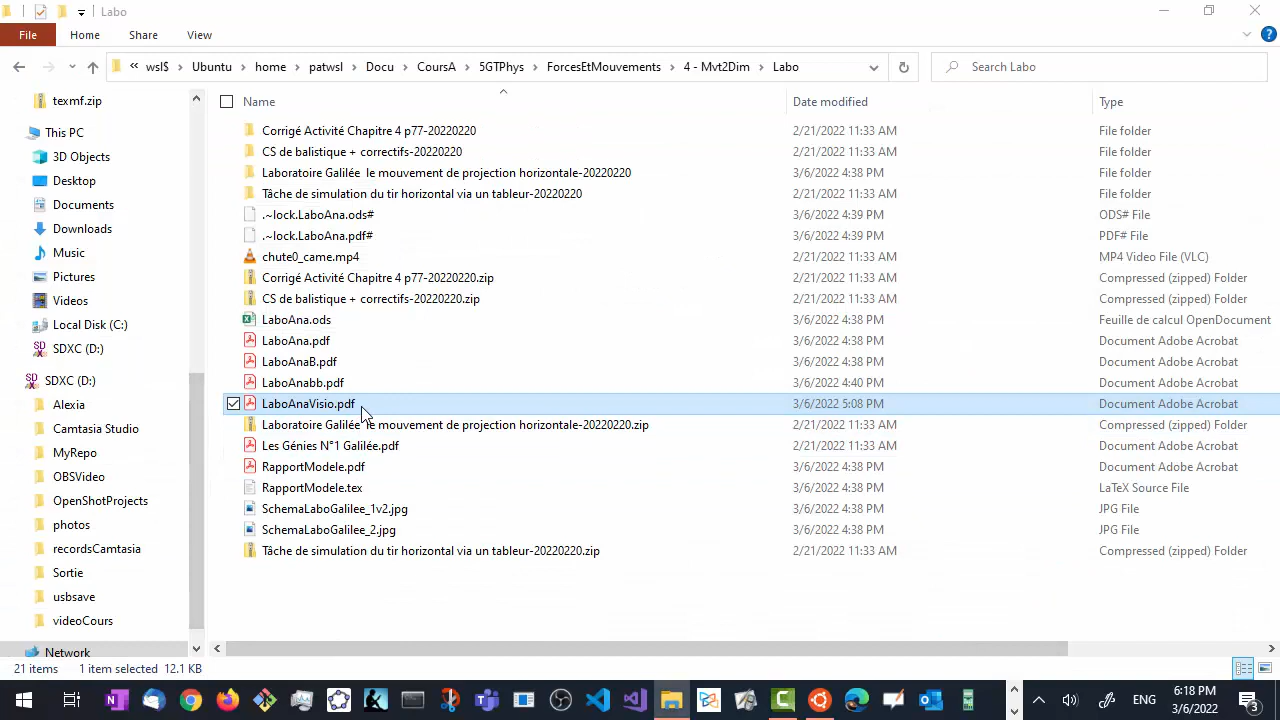 Labo
File Home Share View
wsl$ Ubuntu home patwsl Docu CoursA 5GTPhys ForcesEtMouvements 4 - Mvt2Dim Labo Search Labo
texmf.zip
This PC
3D Objects
Desktop
Documents
Downloads
Music
Pictures
Videos
Local Disk (C:)
SDXC (D:)
SDXC (D:)
Alexia
Camtasia Studio
MyRepo
OBSVideo
OpenShotProjects
photos
recordsCamtasia
Sortie
usbsave
videoCours
Network
Name Date modified Type
Corrigé Activité Chapitre 4 p77-20220220 2/21/2022 11:33 AM File folder
CS de balistique + correctifs-20220220 2/21/2022 11:33 AM File folder
Laboratoire Galilée le mouvement de projection horizontale-20220220 3/6/2022 4:38 PM File folder
Tâche de simulation du tir horizontal via un tableur-20220220 2/21/2022 11:33 AM File folder
.~lock.LaboAna.ods# 3/6/2022 4:39 PM ODS# File
.~lock.LaboAna.pdf# 3/6/2022 4:39 PM PDF# File
chute0_came.mp4 2/21/2022 11:33 AM MP4 Video File (VLC)
Corrigé Activité Chapitre 4 p77-20220220.zip 2/21/2022 11:33 AM Compressed (zipped) Folder
CS de balistique + correctifs-20220220.zip 2/21/2022 11:33 AM Compressed (zipped) Folder
LaboAna.ods 3/6/2022 4:38 PM Feuille de calcul OpenDocument
LaboAna.pdf 3/6/2022 4:38 PM Document Adobe Acrobat
LaboAnaB.pdf 3/6/2022 4:38 PM Document Adobe Acrobat
LaboAnabb.pdf 3/6/2022 4:40 PM Document Adobe Acrobat
LaboAnaVisio.pdf 3/6/2022 5:08 PM Document Adobe Acrobat
Laboratoire Galilée le mouvement de projection horizontale-20220220.zip 2/21/2022 11:33 AM Compressed (zipped) Folder
Les Génies N°1 Galilée.pdf 2/21/2022 11:33 AM Document Adobe Acrobat
RapportModele.pdf 3/6/2022 4:38 PM Document Adobe Acrobat
RapportModele.tex 3/6/2022 4:38 PM LaTeX Source File
SchemaLaboGalilee_1v2.jpg 3/6/2022 4:38 PM JPG File
SchemaLaboGalilee_2.jpg 3/6/2022 4:38 PM JPG File
Tâche de simulation du tir horizontal via un tableur-20220220.zip 2/21/2022 11:33 AM Compressed (zipped) Folder
21 items 1 item selected 12.1 KB
ENG 6:18 PM
3/6/2022 3